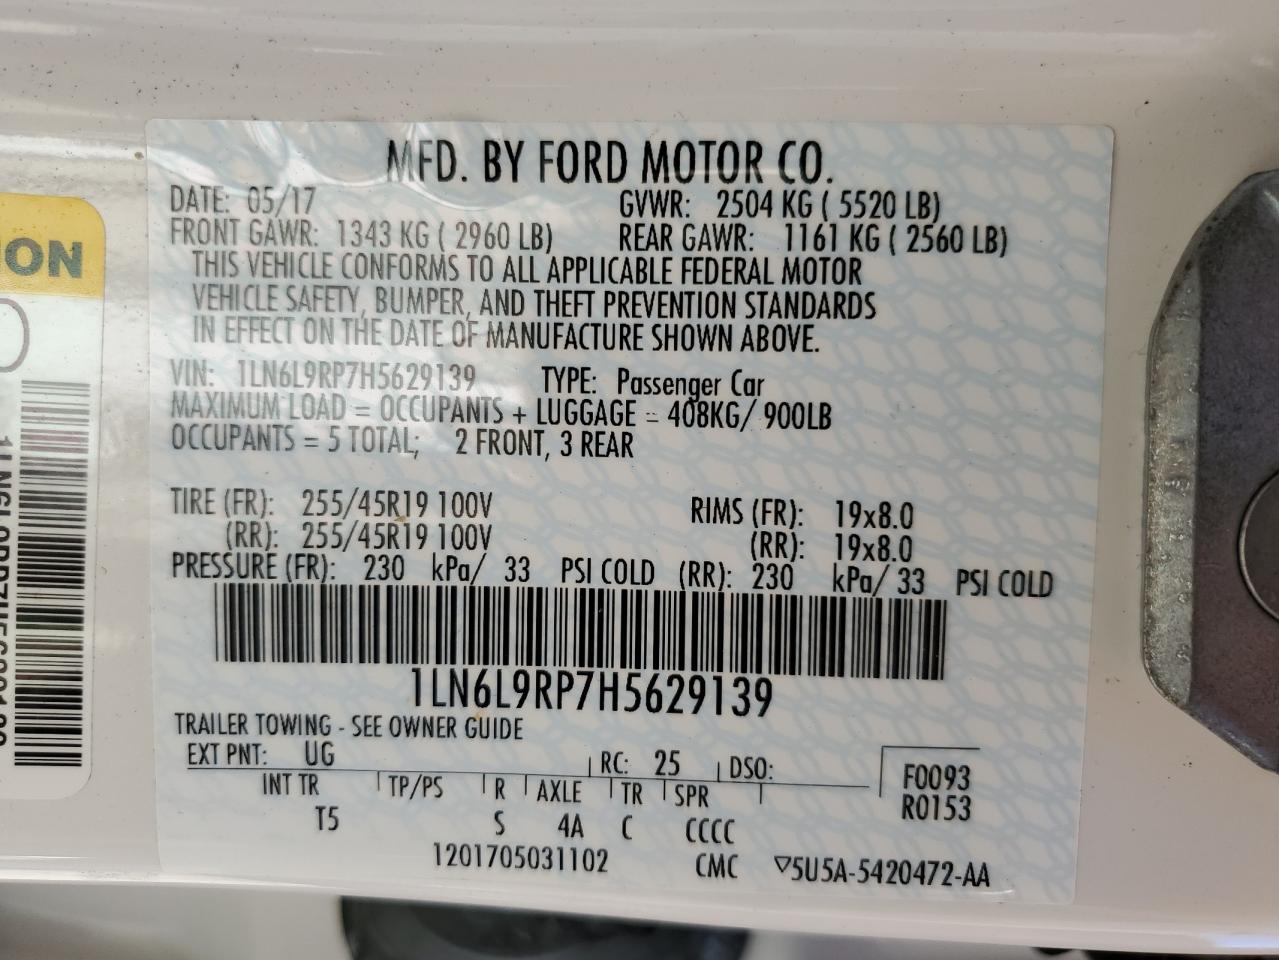 MFD. BY FORD MOTOR CO.
DATE: 05/17 GVWR: 2504 KG ( 5520 LB)
FRONT GAWR: 1343 KG ( 2960 LB) REAR GAWR: 1161 KG ( 2560 LB)
THIS VEHICLE CONFORMS TO ALL APPLICABLE FEDERAL MOTOR
VEHICLE SAFETY, BUMPER, AND THEFT PREVENTION STANDARDS
IN EFFECT ON THE DATE OF MANUFACTURE SHOWN ABOVE.
VIN: 1LN6L9RP7H5629139 TYPE: Passenger Car
MAXIMUM LOAD = OCCUPANTS + LUGGAGE = 408KG/ 900LB
OCCUPANTS = 5 TOTAL; 2 FRONT, 3 REAR
TIRE (FR): 255/45R19 100V RIMS (FR): 19x8.0
(RR): 255/45R19 100V (RR): 19x8.0
PRESSURE (FR): 230 kPa/ 33 PSI COLD (RR): 230 kPa/ 33 PSI COLD
1LN6L9RP7H5629139
TRAILER TOWING - SEE OWNER GUIDE
EXT PNT: UG RC: 25 DSO:
INT TR TP/PS R AXLE TR SPR
T5 S 4A C CCCC
F0093
R0153
1201705031102 CMC ▽5U5A-5420472-AA